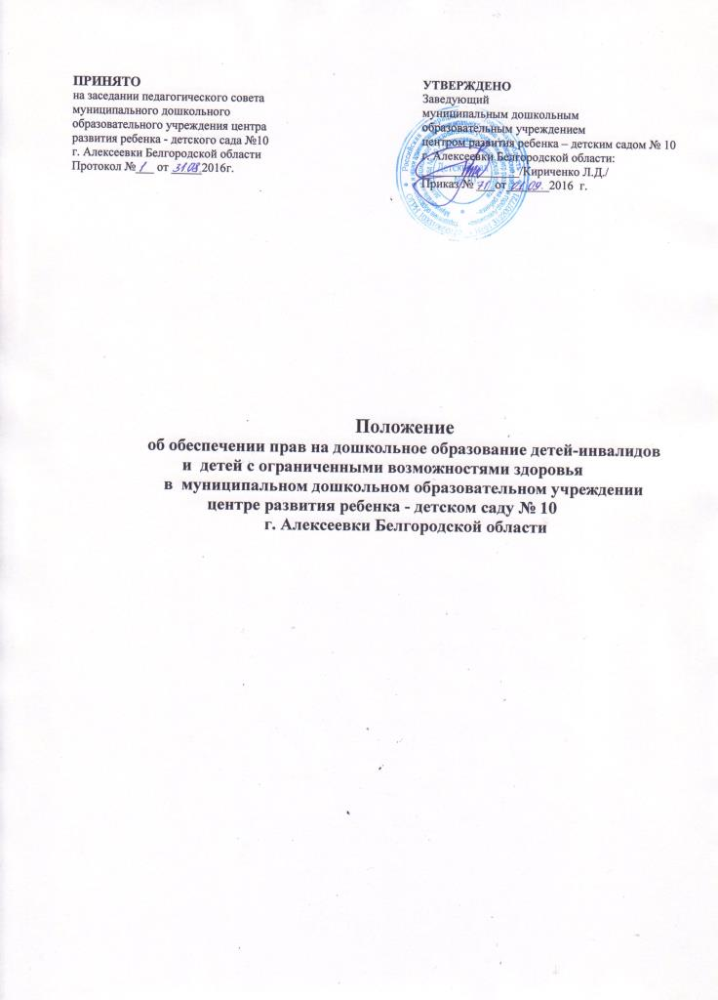 ПРИНЯТО
на заседании педагогического совета
муниципального дошкольного
образовательного учреждения центра
развития ребенка - детского сада №10
г. Алексеевки Белгородской области
Протокол № 1 от 31.08 2016г.
УТВЕРЖДЕНО
Заведующий
муниципальным дошкольным
образовательным учреждением
центром развития ребенка – детским садом № 10
г. Алексеевки Белгородской области:
/Кириченко Л.Д./
Приказ № 71 от 01.09. 2016 г.
Положение
об обеспечении прав на дошкольное образование детей-инвалидов
и детей с ограниченными возможностями здоровья
в муниципальном дошкольном образовательном учреждении
центре развития ребенка - детском саду № 10
г. Алексеевки Белгородской области